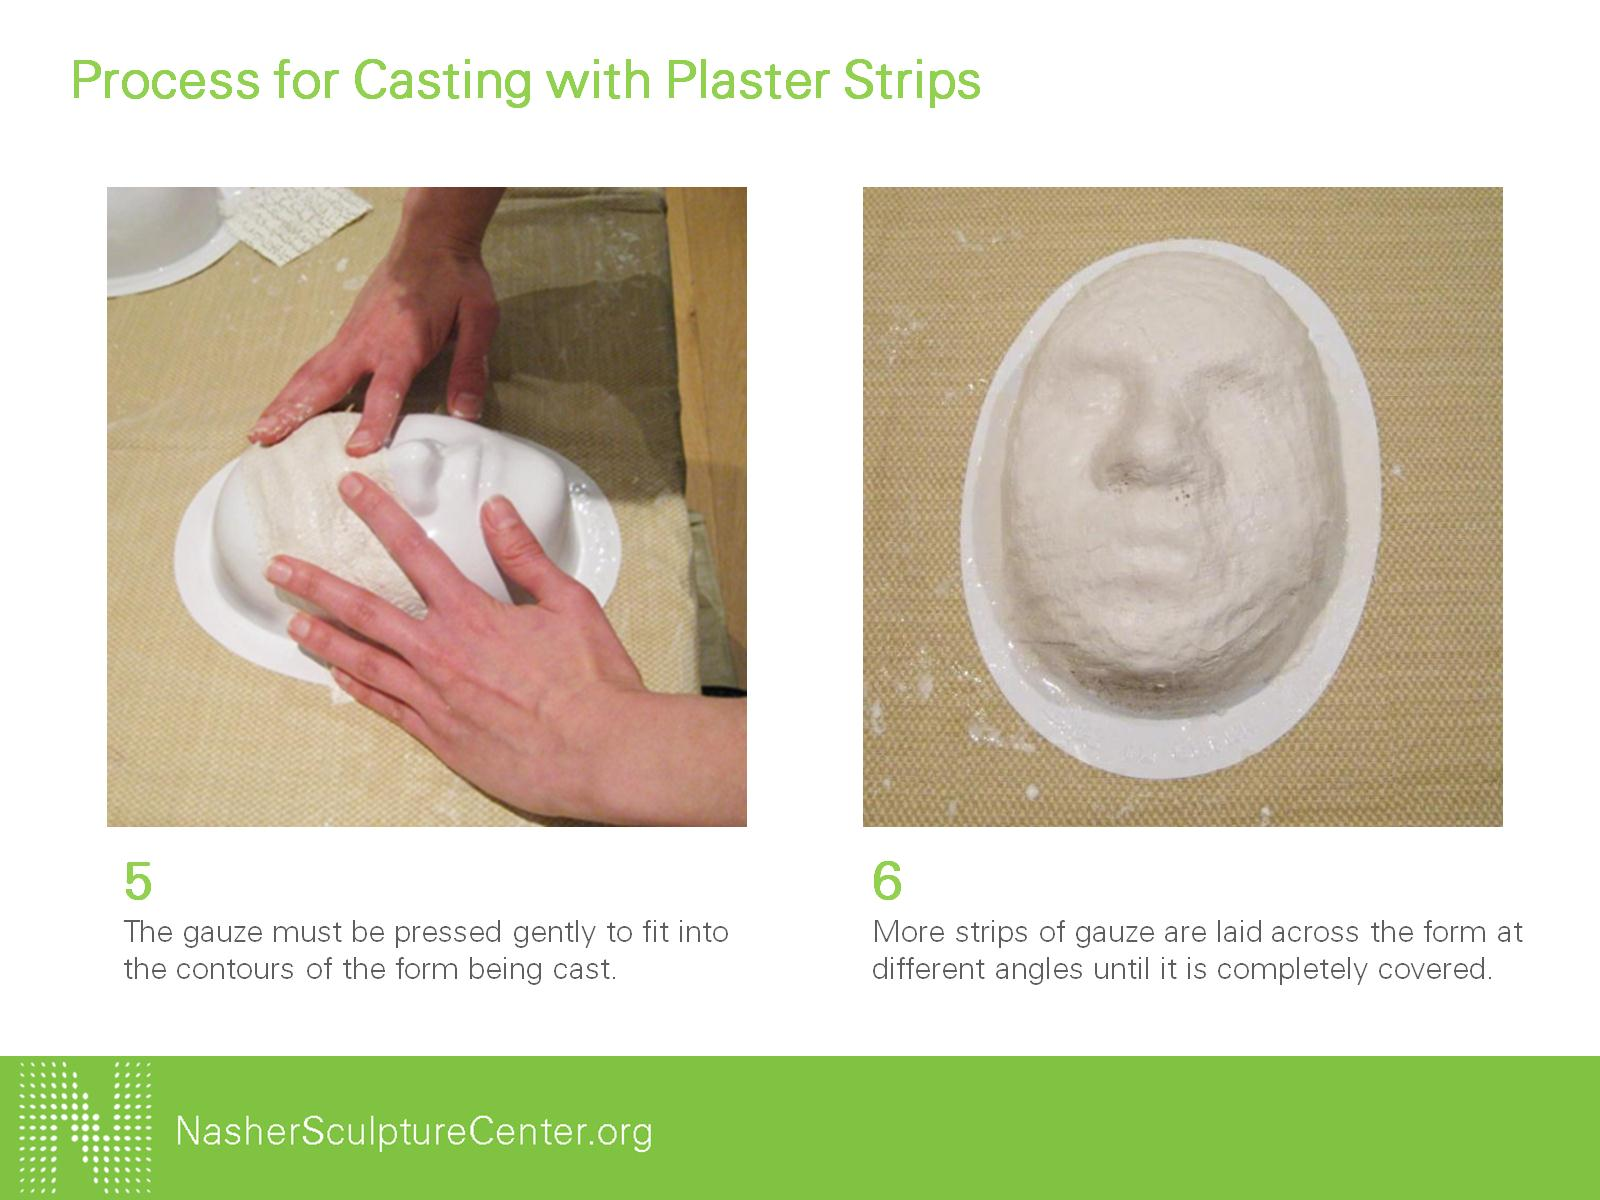 Process for Casting with Plaster Strips
5
The gauze must be pressed gently to fit into
the contours of the form being cast.
6
More strips of gauze are laid across the form at
different angles until it is completely covered.
NasherSculptureCenter.org